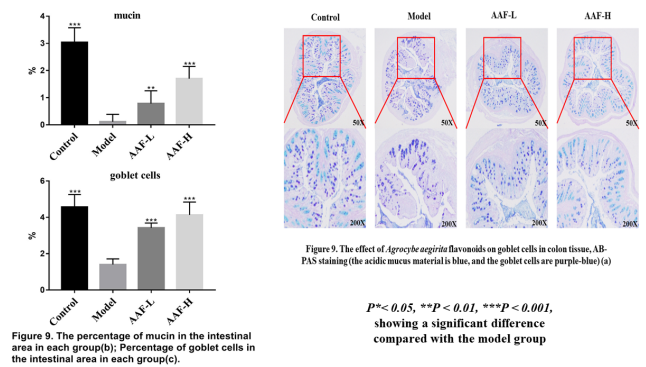 mucin
4
3
2
1
0
%
***
**
***
Control
Model
AAF-L
AAF-H
goblet cells
6
4
2
0
%
***
***
***
Control
Model
AAF-L
AAF-H
Figure 9. The percentage of mucin in the intestinal
area in each group(b); Percentage of goblet cells in
the intestinal area in each group(c).
Control Model AAF-L AAF-H
50X 50X 50X 50X
200X 200X 200X 200X
Figure 9. The effect of Agrocybe aegirita flavonoids on goblet cells in colon tissue, AB-
PAS staining (the acidic mucus material is blue, and the goblet cells are purple-blue) (a)
P*< 0.05, **P < 0.01, ***P < 0.001,
showing a significant difference
compared with the model group